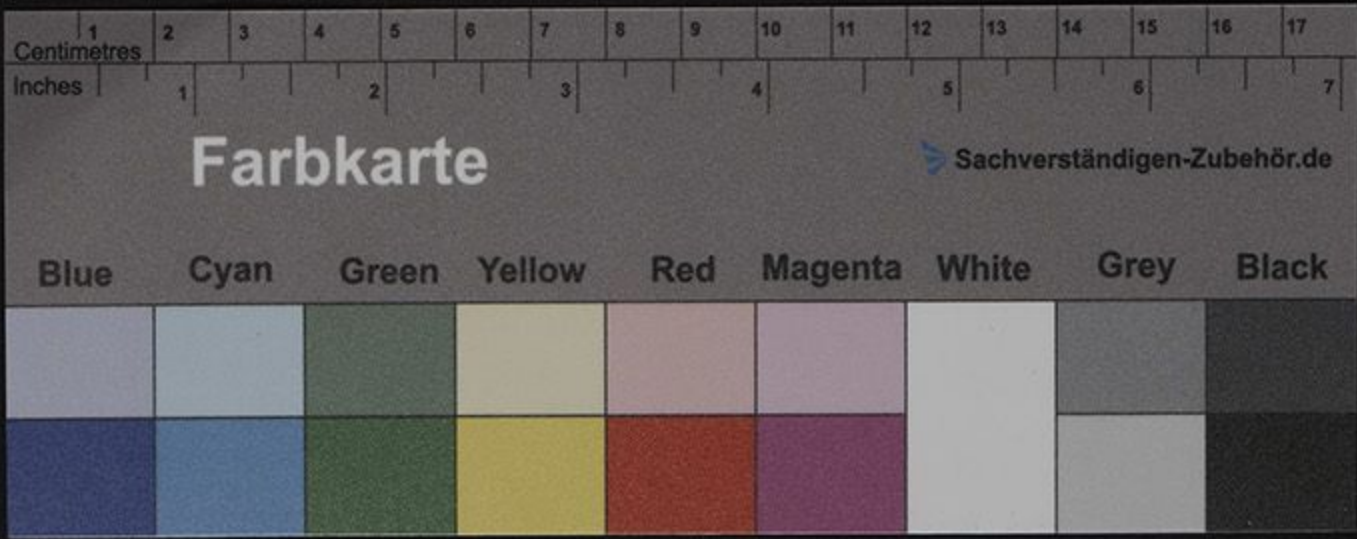 1 2 3 4 5 6 7 8 9 10 11 12 13 14 15 16 17
Centimetres
Inches 1 2 3 4 5 6 7
Farbkarte
Sachverständigen-Zubehör.de
Blue Cyan Green Yellow Red Magenta White Grey Black